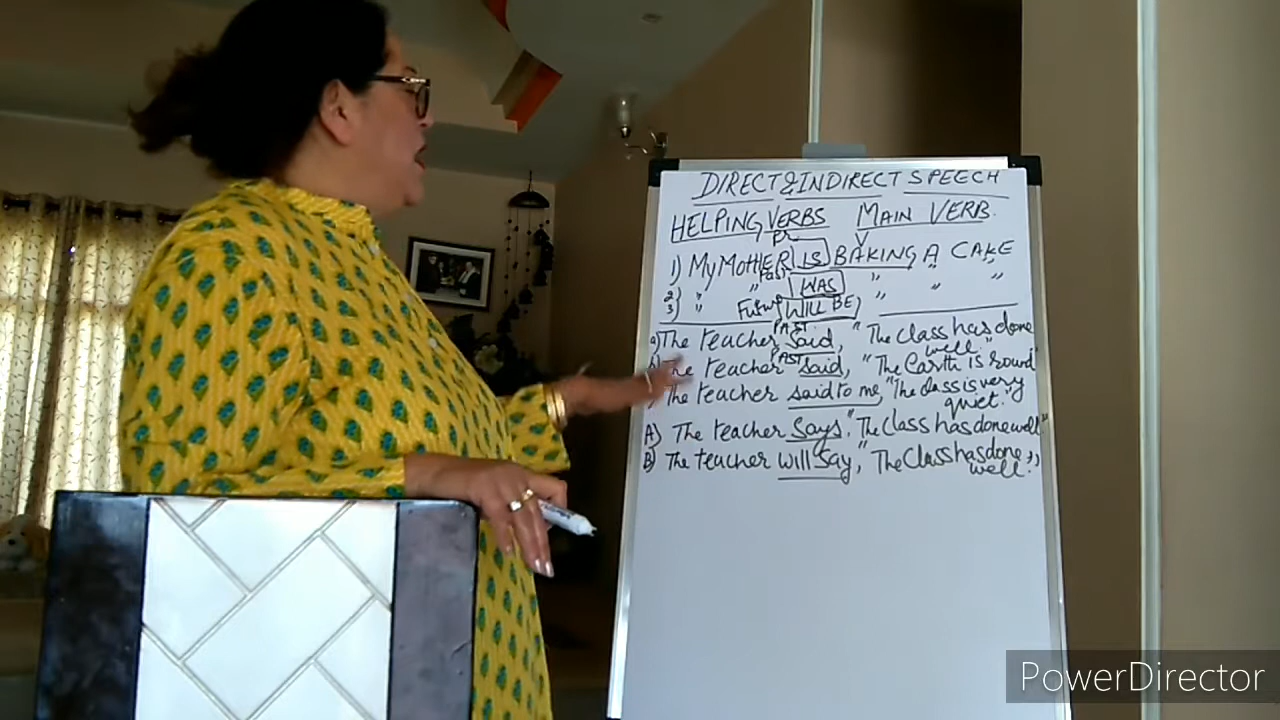 DIRECT & INDIRECT SPEECH
HELPING VERBS MAIN VERB.
Pr V
1) MY MOTHER IS BAKING A CAKE
Past
2) " " WAS " " "
3) " Future WILL BE "
PAST
a) The teacher said, "The class has done well."
PAST
The teacher said, "The Earth is round"
The teacher said to me, "The class is very quiet."
A) The teacher says, "The class has done well"
B) The teacher will say, "The Class has done well."
PowerDirector